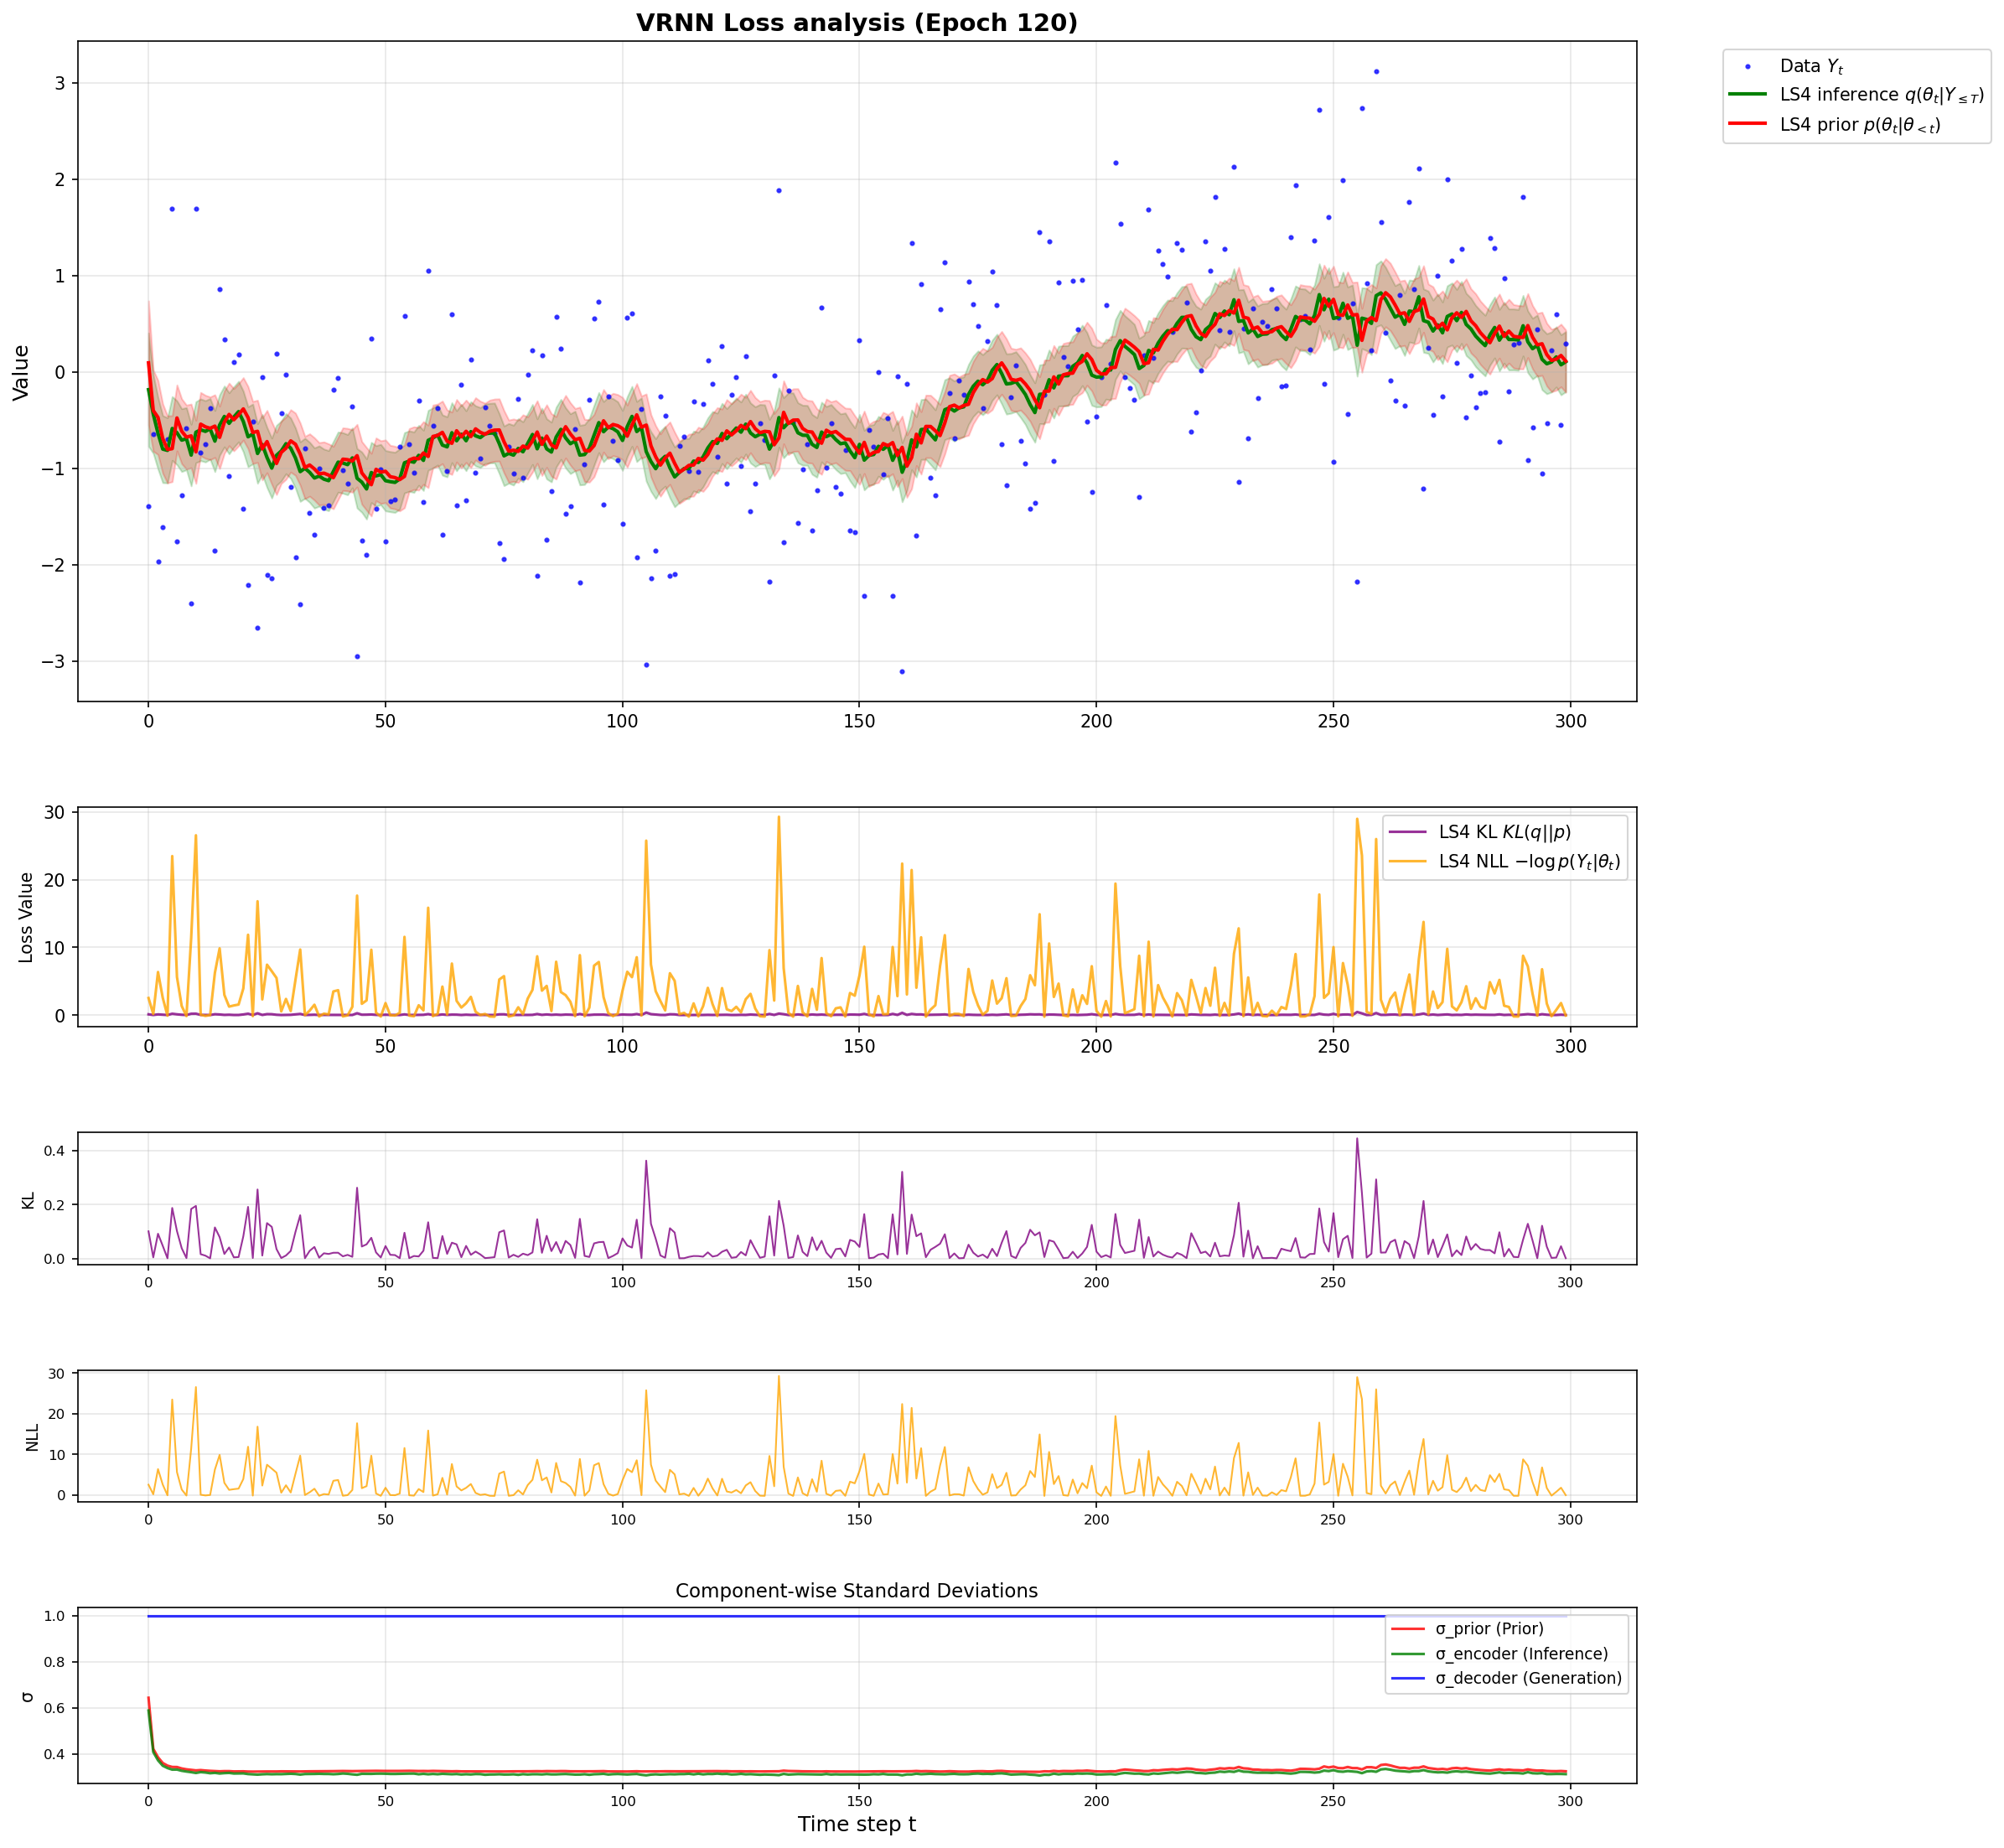 VRNN Loss analysis (Epoch 120)
Data Y_t
LS4 inference q(θ_t|Y_{≤T})
LS4 prior p(θ_t|θ_{<t})
Value
3
2
1
0
−1
−2
−3
0 50 100 150 200 250 300
LS4 KL KL(q||p)
LS4 NLL −log p(Y_t|θ_t)
Loss Value
30
20
10
0
0 50 100 150 200 250 300
KL
0.4
0.2
0.0
0 50 100 150 200 250 300
NLL
30
20
10
0
0 50 100 150 200 250 300
Component-wise Standard Deviations
σ_prior (Prior)
σ_encoder (Inference)
σ_decoder (Generation)
σ
1.0
0.8
0.6
0.4
0 50 100 150 200 250 300
Time step t